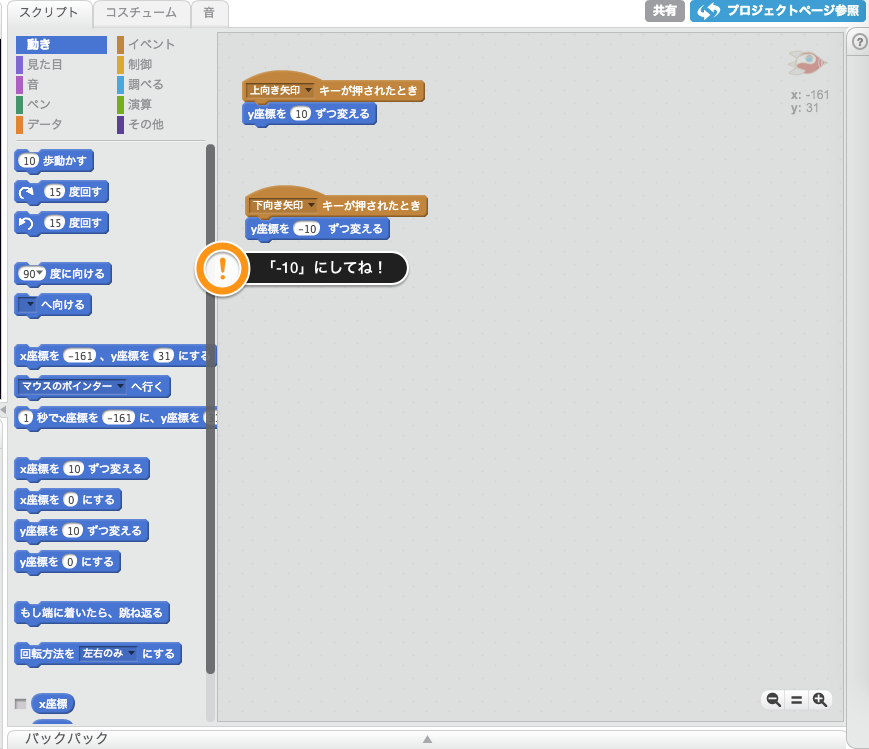 スクリプト コスチューム 音 共有 プロジェクトページ参照
?
動き イベント
見た目 制御
音 調べる
ペン 演算
データ その他
x: -161
y: 31
上向き矢印 キーが押されたとき
y座標を 10 ずつ変える
下向き矢印 キーが押されたとき
y座標を -10 ずつ変える
! 「-10」にしてね！
10 歩動かす
15 度回す
15 度回す
90 度に向ける
へ向ける
x座標を -161 、y座標を 31 にする
マウスのポインター へ行く
1 秒でx座標を -161 に、y座標を
x座標を 10 ずつ変える
x座標を 0 にする
y座標を 10 ずつ変える
y座標を 0 にする
もし端に着いたら、跳ね返る
回転方法を 左右のみ にする
x座標
バックパック